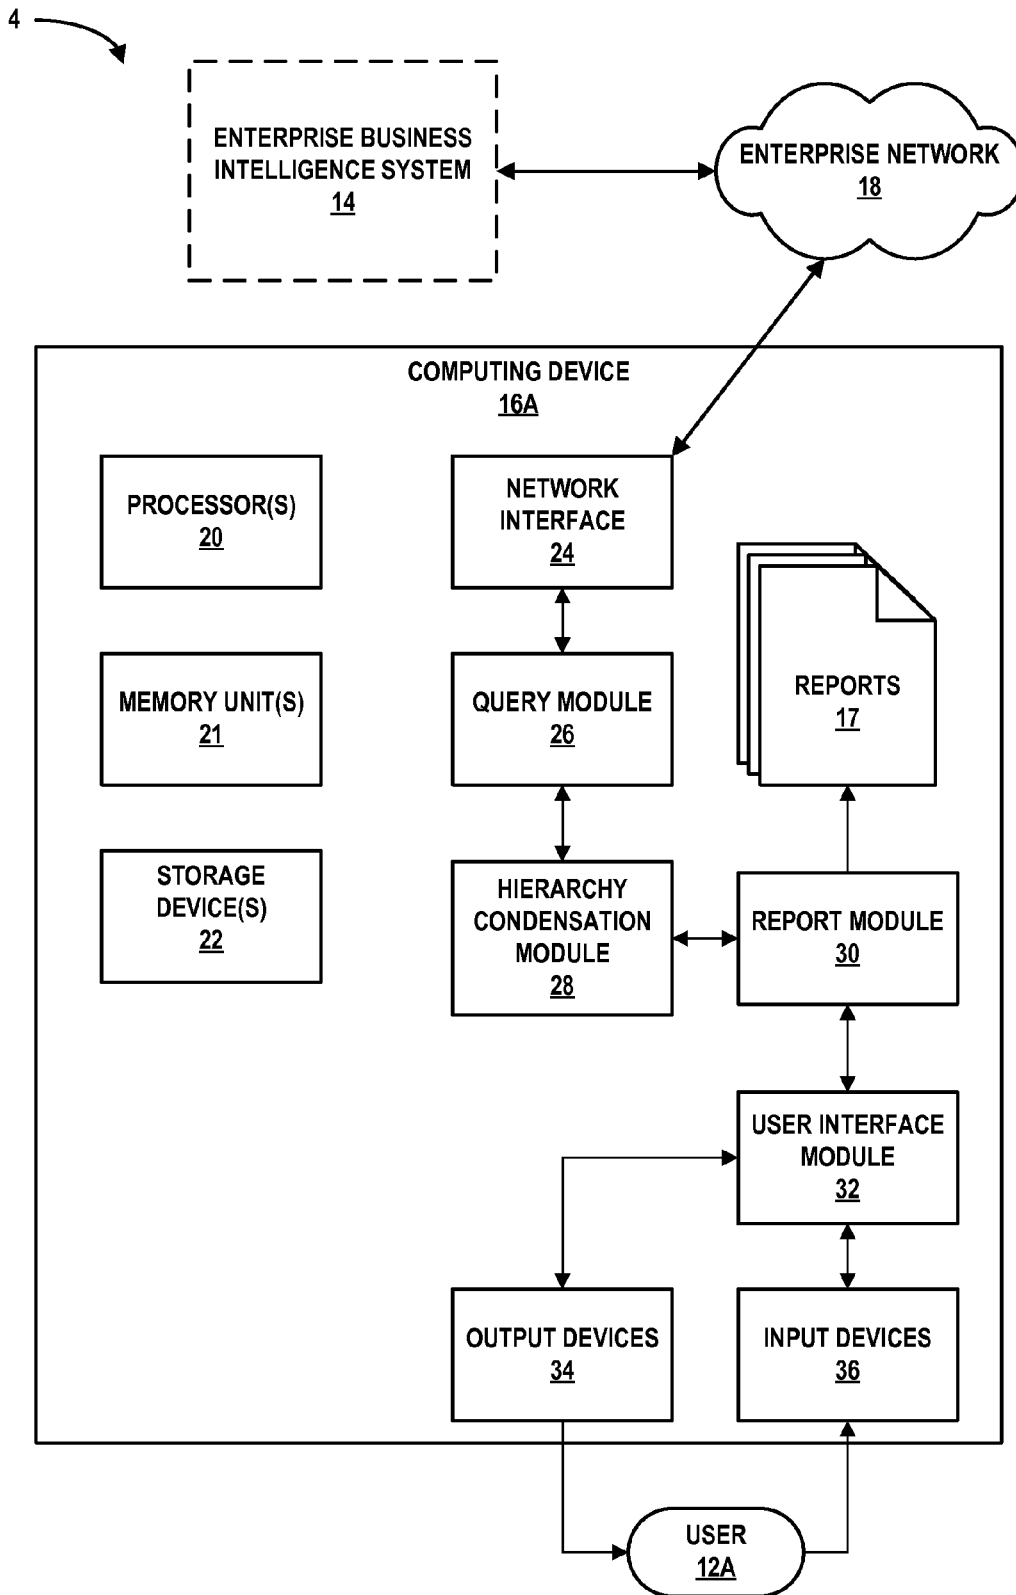 4
ENTERPRISE BUSINESS
INTELLIGENCE SYSTEM
14
ENTERPRISE NETWORK
18
COMPUTING DEVICE
16A
PROCESSOR(S)
20
NETWORK
INTERFACE
24
MEMORY UNIT(S)
21
QUERY MODULE
26
REPORTS
17
STORAGE
DEVICE(S)
22
HIERARCHY
CONDENSATION
MODULE
28
REPORT MODULE
30
USER INTERFACE
MODULE
32
OUTPUT DEVICES
34
INPUT DEVICES
36
USER
12A